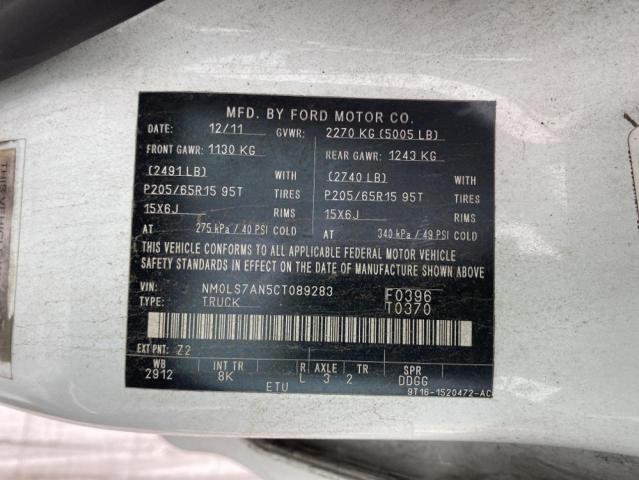 MFD. BY FORD MOTOR CO.
DATE: 12/11 GVWR: 2270 KG (5005 LB)
FRONT GAWR: 1130 KG REAR GAWR: 1243 KG
(2491 LB) WITH (2740 LB) WITH
P205/65R15 95T TIRES P205/65R15 95T TIRES
15X6J RIMS 15X6J RIMS
AT 275 kPa / 40 PSI COLD AT 340 kPa / 49 PSI COLD
THIS VEHICLE CONFORMS TO ALL APPLICABLE FEDERAL MOTOR VEHICLE
SAFETY STANDARDS IN EFFECT ON THE DATE OF MANUFACTURE SHOWN ABOVE
VIN: NM0LS7AN5CT089283 F0396
TYPE: TRUCK T0370
EXT PNT: Z2
WB INT TR R AXLE TR SPR
2912 8K L 3 2 DDGG
ETU 9T16-1520472-AC